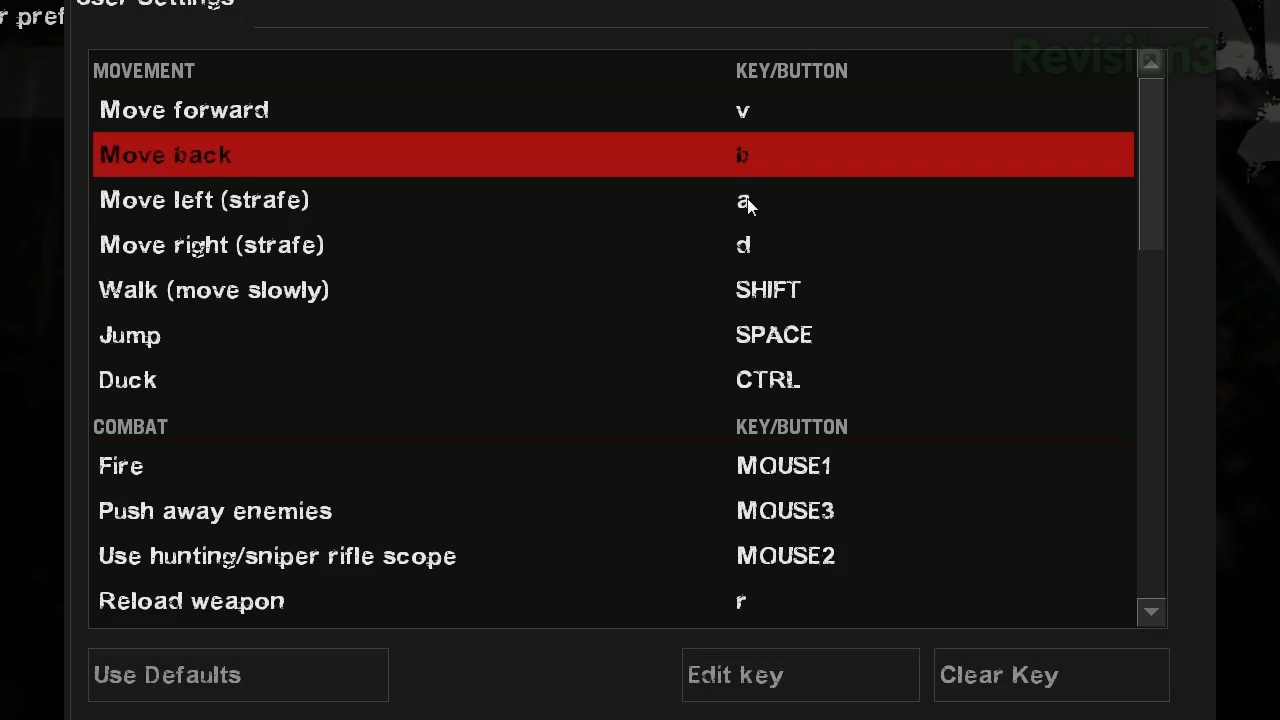 User Settings
r pref
Revision3
MOVEMENT KEY/BUTTON
Move forward v
Move back b
Move left (strafe) a
Move right (strafe) d
Walk (move slowly) SHIFT
Jump SPACE
Duck CTRL
COMBAT KEY/BUTTON
Fire MOUSE1
Push away enemies MOUSE3
Use hunting/sniper rifle scope MOUSE2
Reload weapon r
Use Defaults Edit key Clear Key